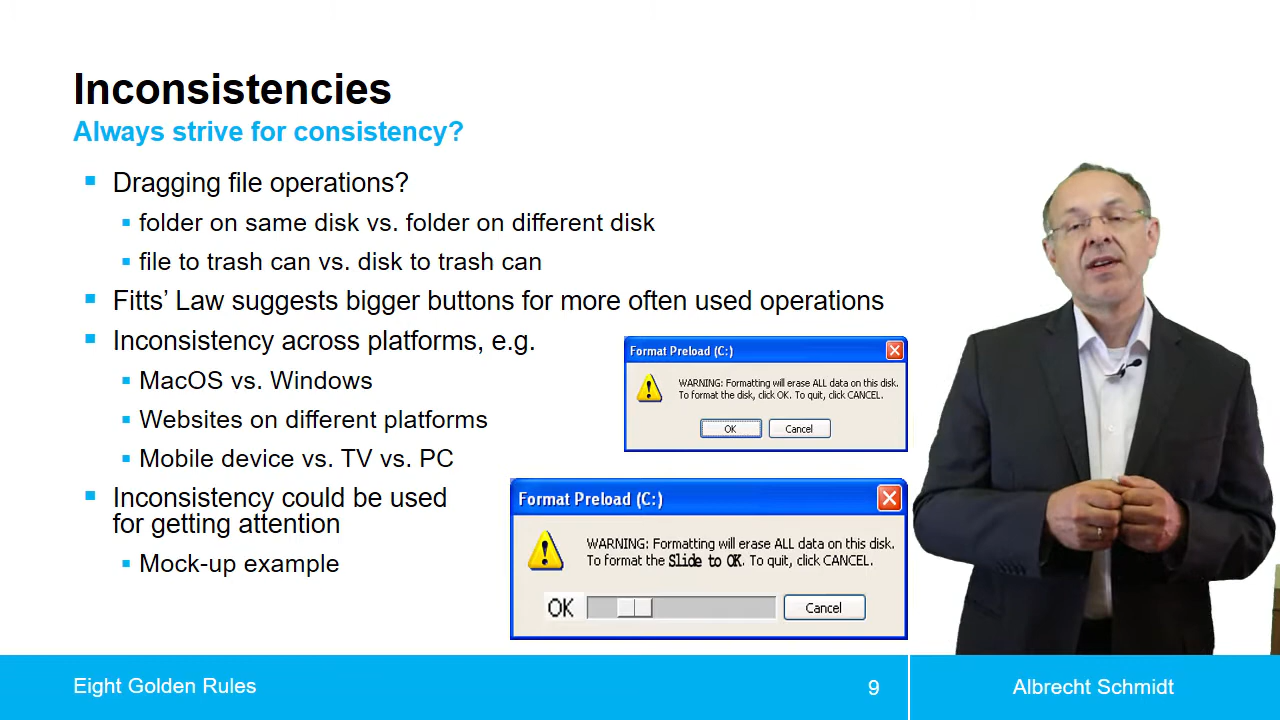 Inconsistencies
Always strive for consistency?
Dragging file operations?
folder on same disk vs. folder on different disk
file to trash can vs. disk to trash can
Fitts’ Law suggests bigger buttons for more often used operations
Inconsistency across platforms, e.g.
MacOS vs. Windows
Websites on different platforms
Mobile device vs. TV vs. PC
Inconsistency could be used
for getting attention
Mock-up example
Format Preload (C:)
WARNING: Formatting will erase ALL data on this disk.
To format the disk, click OK. To quit, click CANCEL.
OK Cancel
Format Preload (C:)
WARNING: Formatting will erase ALL data on this disk.
To format the Slide to OK. To quit, click CANCEL.
OK Cancel
Eight Golden Rules 9 Albrecht Schmidt